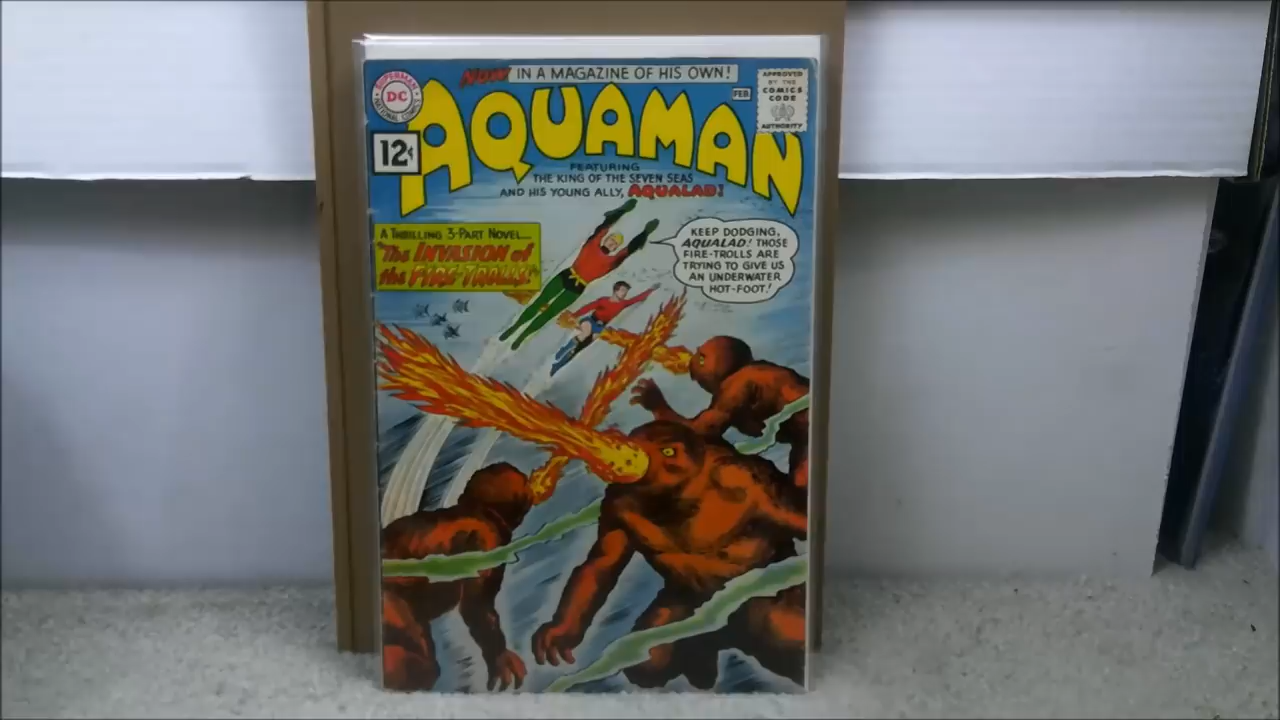 NOW IN A MAGAZINE OF HIS OWN!
SUPERMAN
DC
NATIONAL COMICS
AQUAMAN
FEB.
APPROVED
BY THE
COMICS
CODE
AUTHORITY
12¢
FEATURING
THE KING OF THE SEVEN SEAS
AND HIS YOUNG ALLY, AQUALAD!
A THRILLING 3-PART NOVEL...
"The INVASION of
the FIRE-TROLLS!"
KEEP DODGING,
AQUALAD! THOSE
FIRE-TROLLS ARE
TRYING TO GIVE US
AN UNDERWATER
HOT-FOOT!